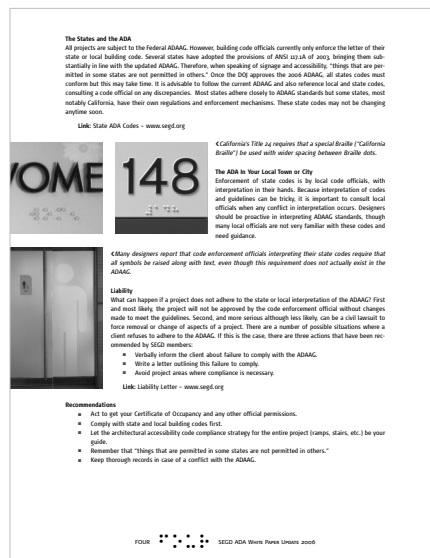 The States and the ADA
All projects are subject to the Federal ADAAG. However, building code officials currently only enforce the letter of their
state or local building code. Several states have adopted the provisions of ANSI 117.1A of 2003, bringing them sub-
stantially in line with the updated ADAAG. Therefore, when speaking of signage and accessibility, "things that are per-
mitted in some states are not permitted in others." Once the DOJ approves the 2006 ADAAG, all states codes must
conform but this may take time. It is advisable to follow the current ADAAG and also reference local and state codes,
consulting a code official on any discrepancies. Most states adhere closely to ADAAG standards but some states, most
notably California, have their own regulations and enforcement mechanisms. These state codes may not be changing
anytime soon.
Link: State ADA Codes – www.segd.org
VOME
148
<California's Title 24 requires that a special Braille ("California
Braille") be used with wider spacing between Braille dots.
The ADA in Your Local Town or City
Enforcement of state codes is by local code officials, with
interpretation in their hands. Because interpretation of codes
and guidelines can be tricky, it is important to consult local
officials when any conflict in interpretation occurs. Designers
should be proactive in interpreting ADAAG standards, though
many local officials are not very familiar with these codes and
need guidance.
<Many designers report that code enforcement officials interpreting their state codes require that
all symbols be raised along with text, even though this requirement does not actually exist in the
ADAAG.
Liability
What can happen if a project does not adhere to the state or local interpretation of the ADAAG? First
and most likely, the project will not be approved by the code enforcement official without changes
made to meet the guidelines. Second, and more serious although less likely, can be a civil lawsuit to
force removal or change of aspects of a project. There are a number of possible situations where a
client refuses to adhere to the ADAAG. If this is the case, there are three actions that have been rec-
ommended by SEGD members:
■ Verbally inform the client about failure to comply with the ADAAG.
■ Write a letter outlining this failure to comply.
■ Avoid project areas where compliance is necessary.
Link: Liability Letter – www.segd.org
Recommendations
■ Act to get your Certificate of Occupancy and any other official permissions.
■ Comply with state and local building codes first.
■ Let the architectural accessibility code compliance strategy for the entire project (ramps, stairs, etc.) be your
guide.
■ Remember that "things that are permitted in some states are not permitted in others."
■ Keep thorough records in case of a conflict with the ADAAG.
FOUR ⠋⠕⠥⠗ SEGD ADA White Paper Update 2006